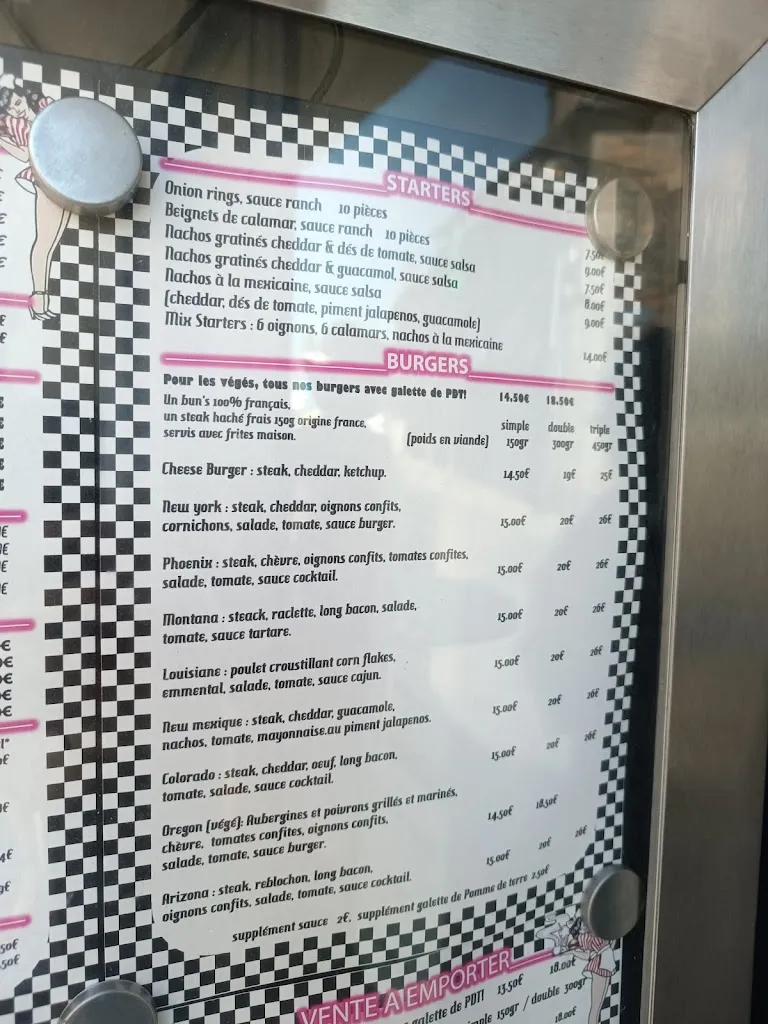 STARTERS
Onion rings, sauce ranch 10 pièces 7.50€
Beignets de calamar, sauce ranch 10 pièces 9.00€
Nachos gratinés cheddar & dés de tomate, sauce salsa 7.50€
Nachos gratinés cheddar & guacamol, sauce salsa 8.00€
Nachos à la mexicaine, sauce salsa 9.00€
(cheddar, dés de tomate, piment jalapenos, guacamole)
Mix Starters : 6 oignons, 6 calamars, nachos à la mexicaine 14.00€
BURGERS
Pour les végés, tous nos burgers avec galette de PDT! 14.50€ 18.50€
Un bun's 100% français,
un steak haché frais 150g origine france, simple double triple
servis avec frites maison. (poids en viande) 150gr 300gr 450gr
Cheese Burger : steak, cheddar, ketchup. 14.50€ 19€ 25€
New york : steak, cheddar, oignons confits,
cornichons, salade, tomate, sauce burger. 15.00€ 20€ 26€
Phoenix : steak, chèvre, oignons confits, tomates confites,
salade, tomate, sauce cocktail. 15.00€ 20€ 26€
Montana : steack, raclette, long bacon, salade,
tomate, sauce tartare. 15.00€ 20€ 26€
Louisiane : poulet croustillant corn flakes,
emmental, salade, tomate, sauce cajun. 15.00€ 20€ 26€
New mexique : steak, cheddar, guacamole,
nachos, tomate, mayonnaise.au piment jalapenos. 15.00€ 20€ 26€
Colorado : steak, cheddar, oeuf, long bacon,
tomate, salade, sauce cocktail. 15.00€ 20€ 26€
Oregon (végé): Aubergines et poivrons grillés et marinés,
chèvre, tomates confites, oignons confits,
salade, tomate, sauce burger. 14.50€ 18.50€
Arizona : steak, reblochon, long bacon,
oignons confits, salade, tomate, sauce cocktail. 15.00€ 20€ 26€
supplément sauce 2€. supplément galette de Pomme de terre 2.50€
VENTE A EMPORTER
galette de PDT! 13.50€ 18.00€
simple 150gr / double 300gr
18.00€